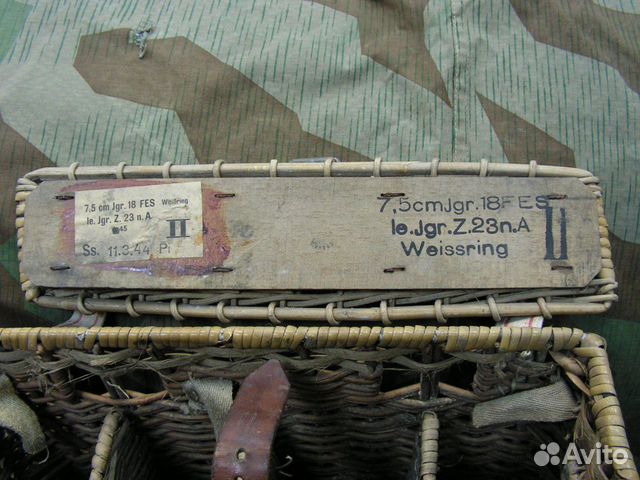 7,5 cm Jgr. 18 FES Weißring
le. Jgr. Z. 23 n. A
II
Ss. 11.3.44 Pi
7,5cmJgr.18FES
le.Jgr.Z.23n.A
Weissring
II
Avito